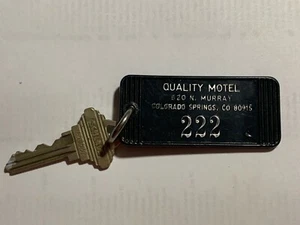 QUALITY MOTEL
820 N. MURRAY
COLORADO SPRINGS, CO 80915
222